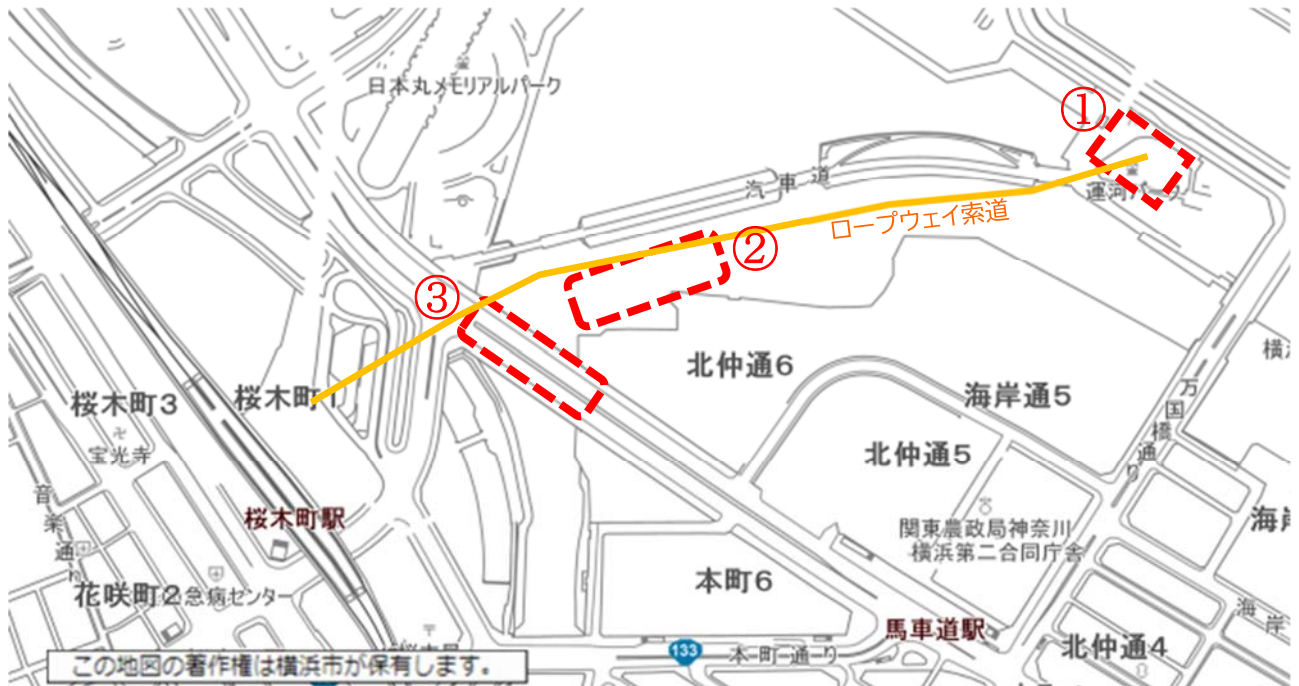 日本丸メモリアルパーク
①
汽車道
運河パーク
ロープウェイ索道
②
③
北仲通6
桜木町3
桜木町1
海岸通5
万国橋通り
宝光寺
北仲通5
音楽通り
桜木町駅
関東農政局神奈川
横浜第二合同庁舎
本町6
花咲町2
急病センター
馬車道駅
海岸
北仲通4
133
本町通り
この地図の著作権は横浜市が保有します。